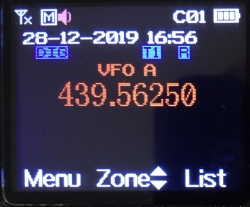 M C01
28-12-2019 16:56
DIG T1 R
VFO A
439.56250
Menu Zone List